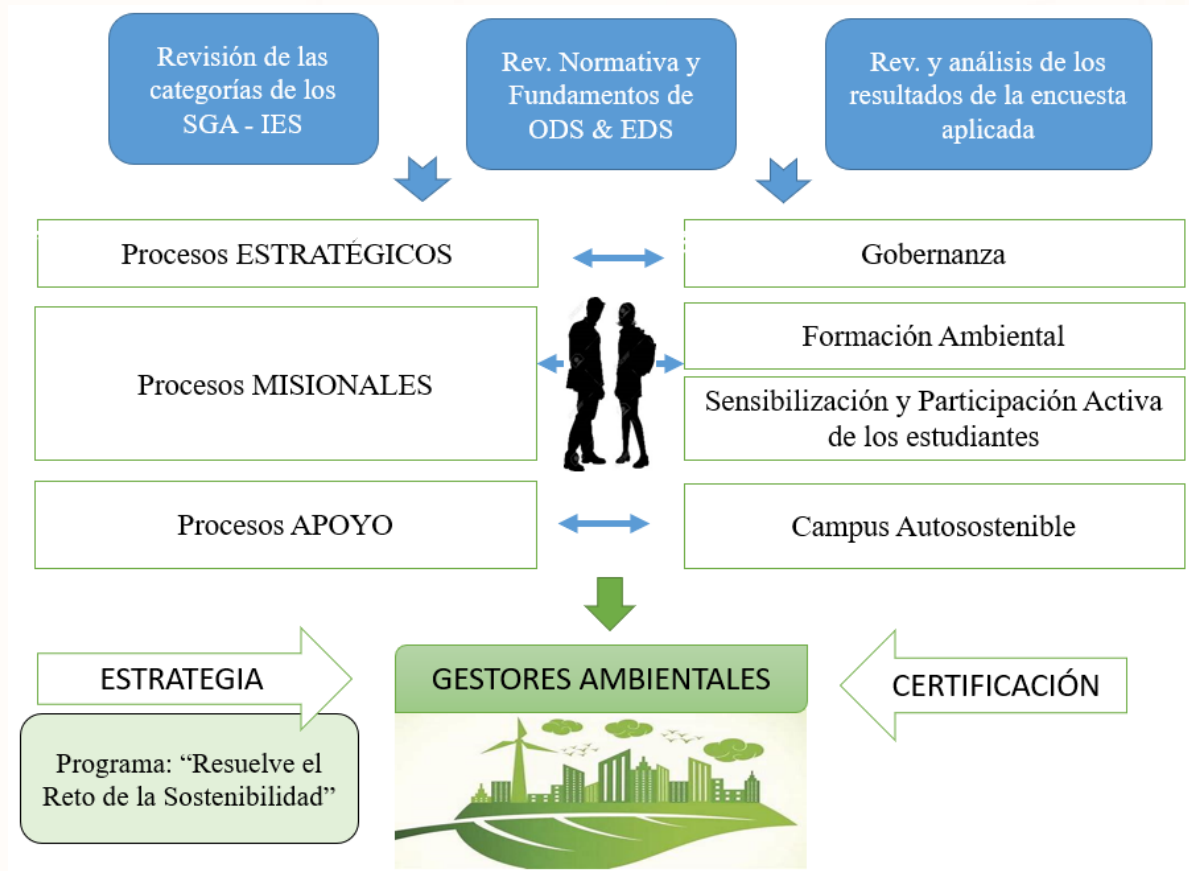 Revisión de las
categorías de los
SGA - IES
Rev. Normativa y
Fundamentos de
ODS & EDS
Rev. y análisis de los
resultados de la encuesta
aplicada
Procesos ESTRATÉGICOS
Gobernanza
Procesos MISIONALES
Formación Ambiental
Sensibilización y Participación Activa
de los estudiantes
Procesos APOYO
Campus Autosostenible
ESTRATEGIA
GESTORES AMBIENTALES
CERTIFICACIÓN
Programa: “Resuelve el
Reto de la Sostenibilidad”